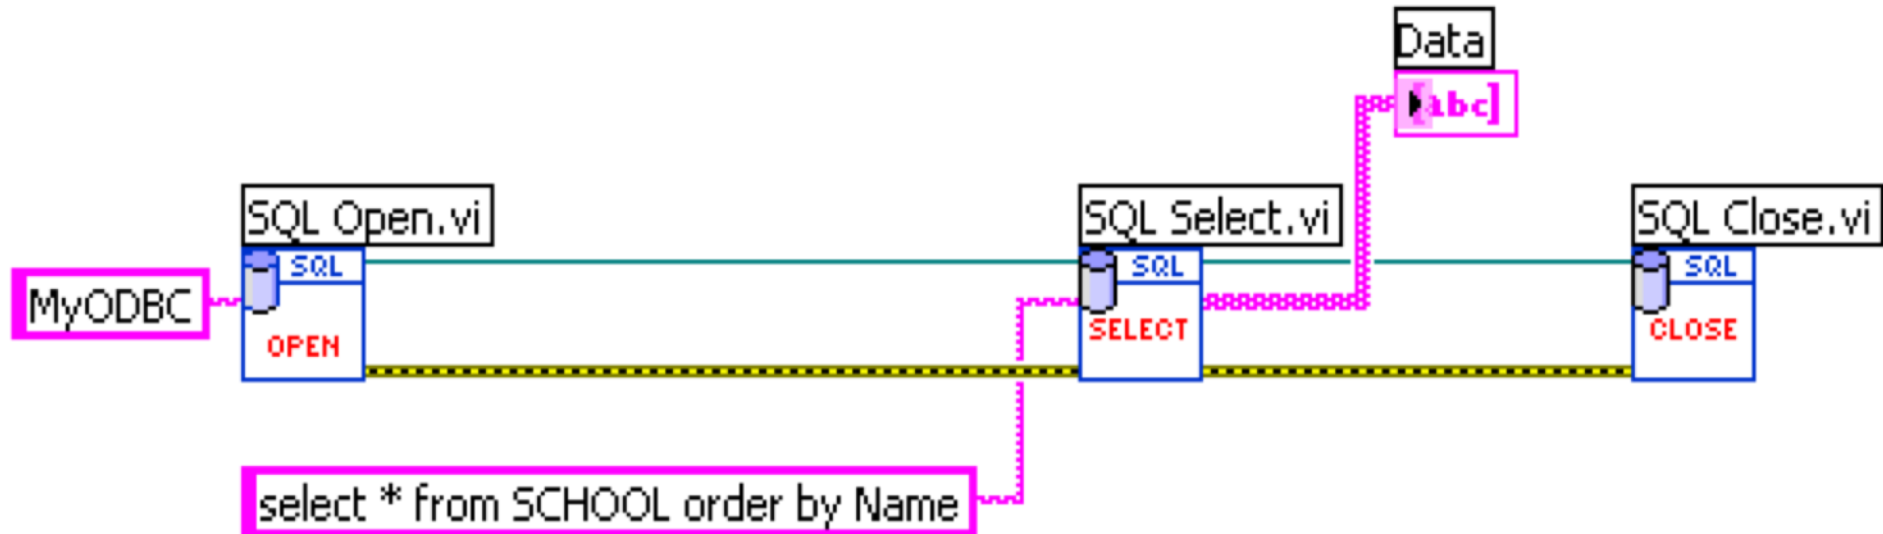 Data
[abc]
SQL Open.vi
SQL Select.vi
SQL Close.vi
SQL
SQL
SQL
MyODBC
OPEN
SELECT
CLOSE
select * from SCHOOL order by Name